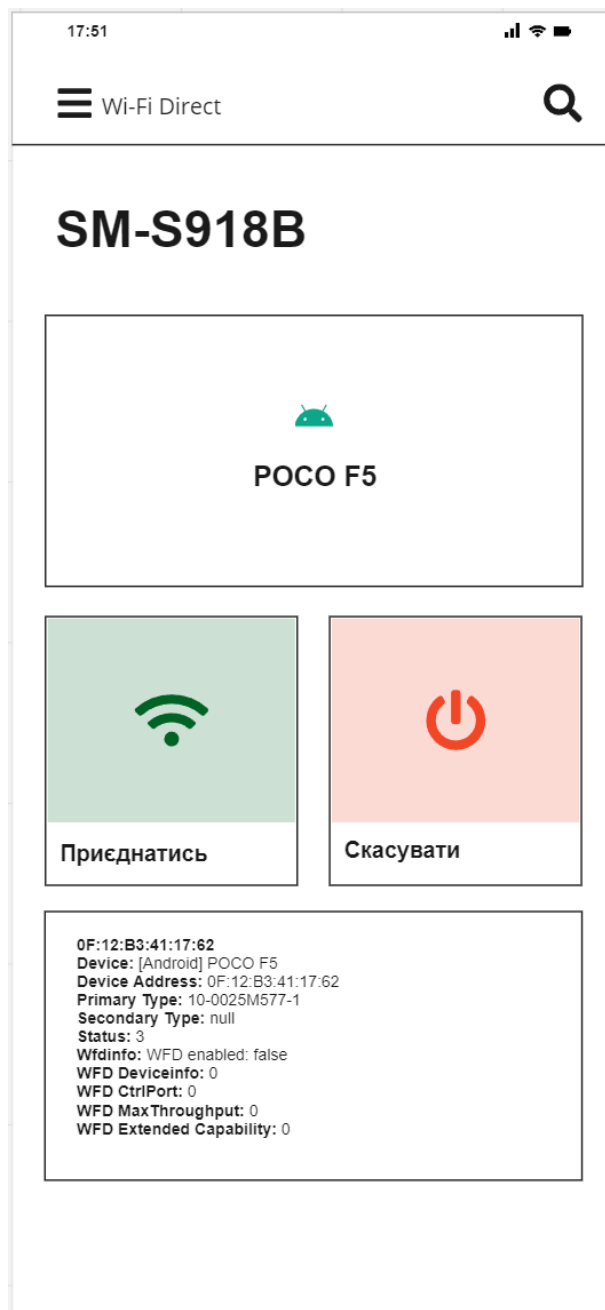 17:51
Wi-Fi Direct
SM-S918B
POCO F5
Приєднатись
Скасувати
0F:12:B3:41:17:62
Device: [Android] POCO F5
Device Address: 0F:12:B3:41:17:62
Primary Type: 10-0025M577-1
Secondary Type: null
Status: 3
Wfdinfo: WFD enabled: false
WFD Deviceinfo: 0
WFD CtrlPort: 0
WFD MaxThroughput: 0
WFD Extended Capability: 0